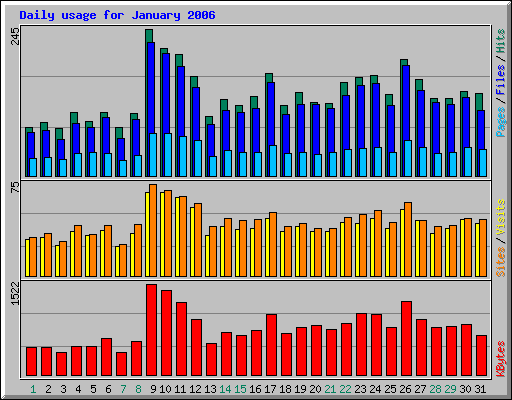 Daily usage for January 2006
245
Pages/Files/Hits
75
Sites/Visits
1522
KBytes
1 2 3 4 5 6 7 8 9 10 11 12 13 14 15 16 17 18 19 20 21 22 23 24 25 26 27 28 29 30 31